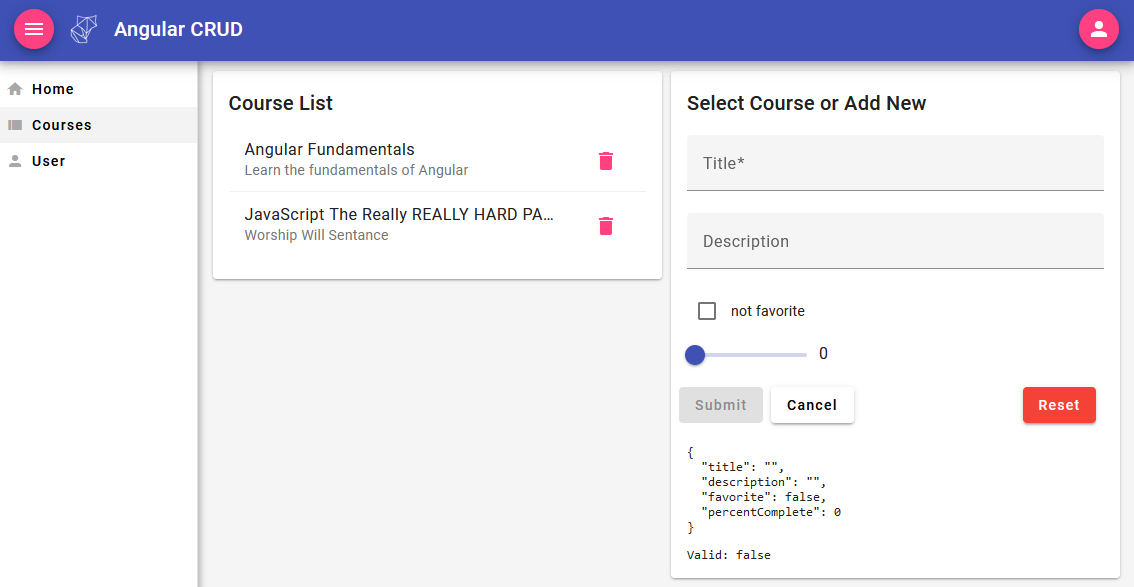 Angular CRUD
Home
Courses
User
Course List
Angular Fundamentals
Learn the fundamentals of Angular
JavaScript The Really REALLY HARD PA...
Worship Will Sentance
Select Course or Add New
Title*
Description
not favorite
0
Submit Cancel Reset
{
  "title": "",
  "description": "",
  "favorite": false,
  "percentComplete": 0
}
Valid: false